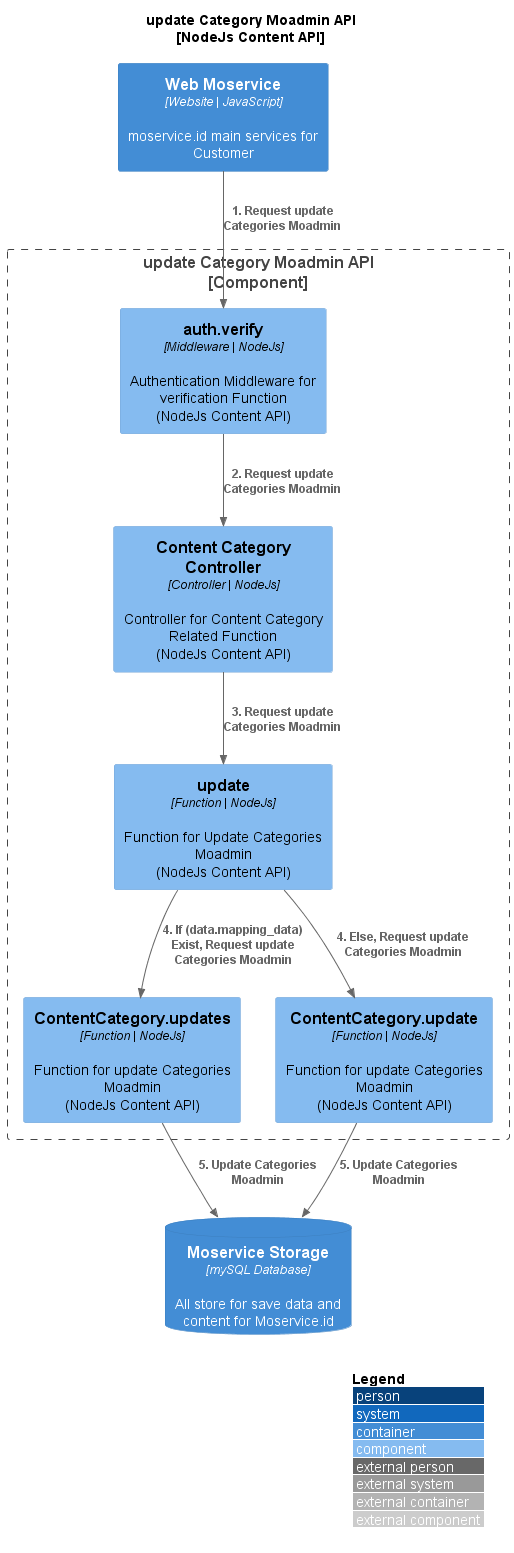 update Category Moadmin API
[NodeJs Content API]
Web Moservice
[Website | JavaScript]
moservice.id main services for
Customer
1. Request update
Categories Moadmin
update Category Moadmin API
[Component]
auth.verify
[Middleware | NodeJs]
Authentication Middleware for
verification Function
(NodeJs Content API)
2. Request update
Categories Moadmin
Content Category
Controller
[Controller | NodeJs]
Controller for Content Category
Related Function
(NodeJs Content API)
3. Request update
Categories Moadmin
update
[Function | NodeJs]
Function for Update Categories
Moadmin
(NodeJs Content API)
4. If (data.mapping_data)
Exist, Request update
Categories Moadmin
4. Else, Request update
Categories Moadmin
ContentCategory.updates
[Function | NodeJs]
Function for update Categories
Moadmin
(NodeJs Content API)
ContentCategory.update
[Function | NodeJs]
Function for update Categories
Moadmin
(NodeJs Content API)
5. Update Categories
Moadmin
5. Update Categories
Moadmin
Moservice Storage
[mySQL Database]
All store for save data and
content for Moservice.id
Legend
person
system
container
component
external person
external system
external container
external component